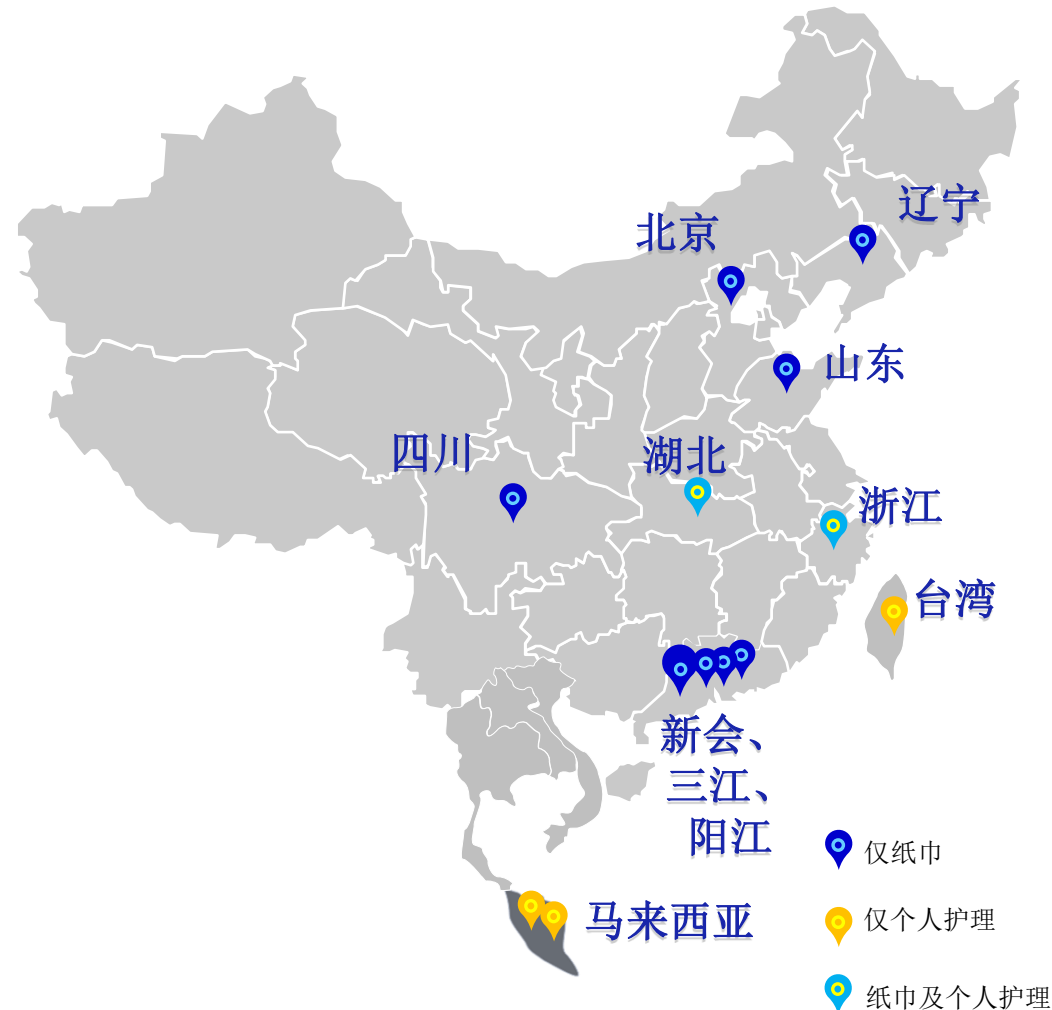 辽宁
北京
山东
四川
湖北
浙江
台湾
新会、
三江、
阳江
仅纸巾
马来西亚
仅个人护理
纸巾及个人护理